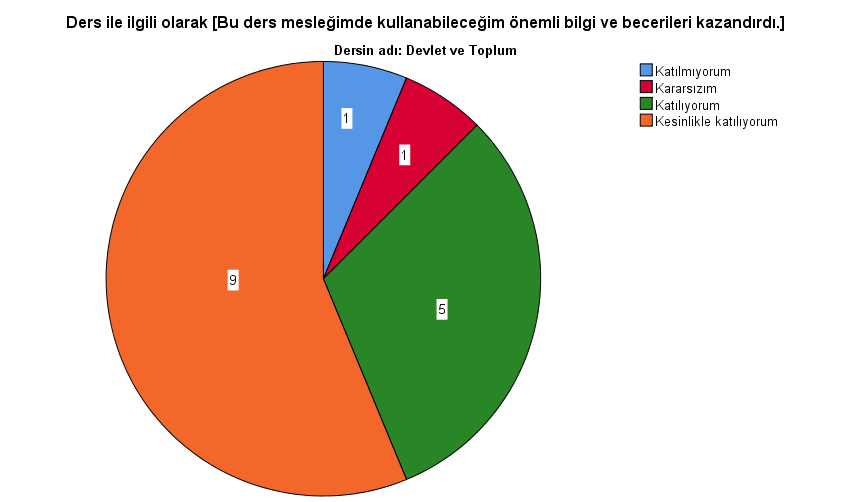 Ders ile ilgili olarak [Bu ders mesleğimde kullanabileceğim önemli bilgi ve becerileri kazandırdı.]
Dersin adı: Devlet ve Toplum
Katılmıyorum
Kararsızım
Katılıyorum
Kesinlikle katılıyorum
1
1
9
5